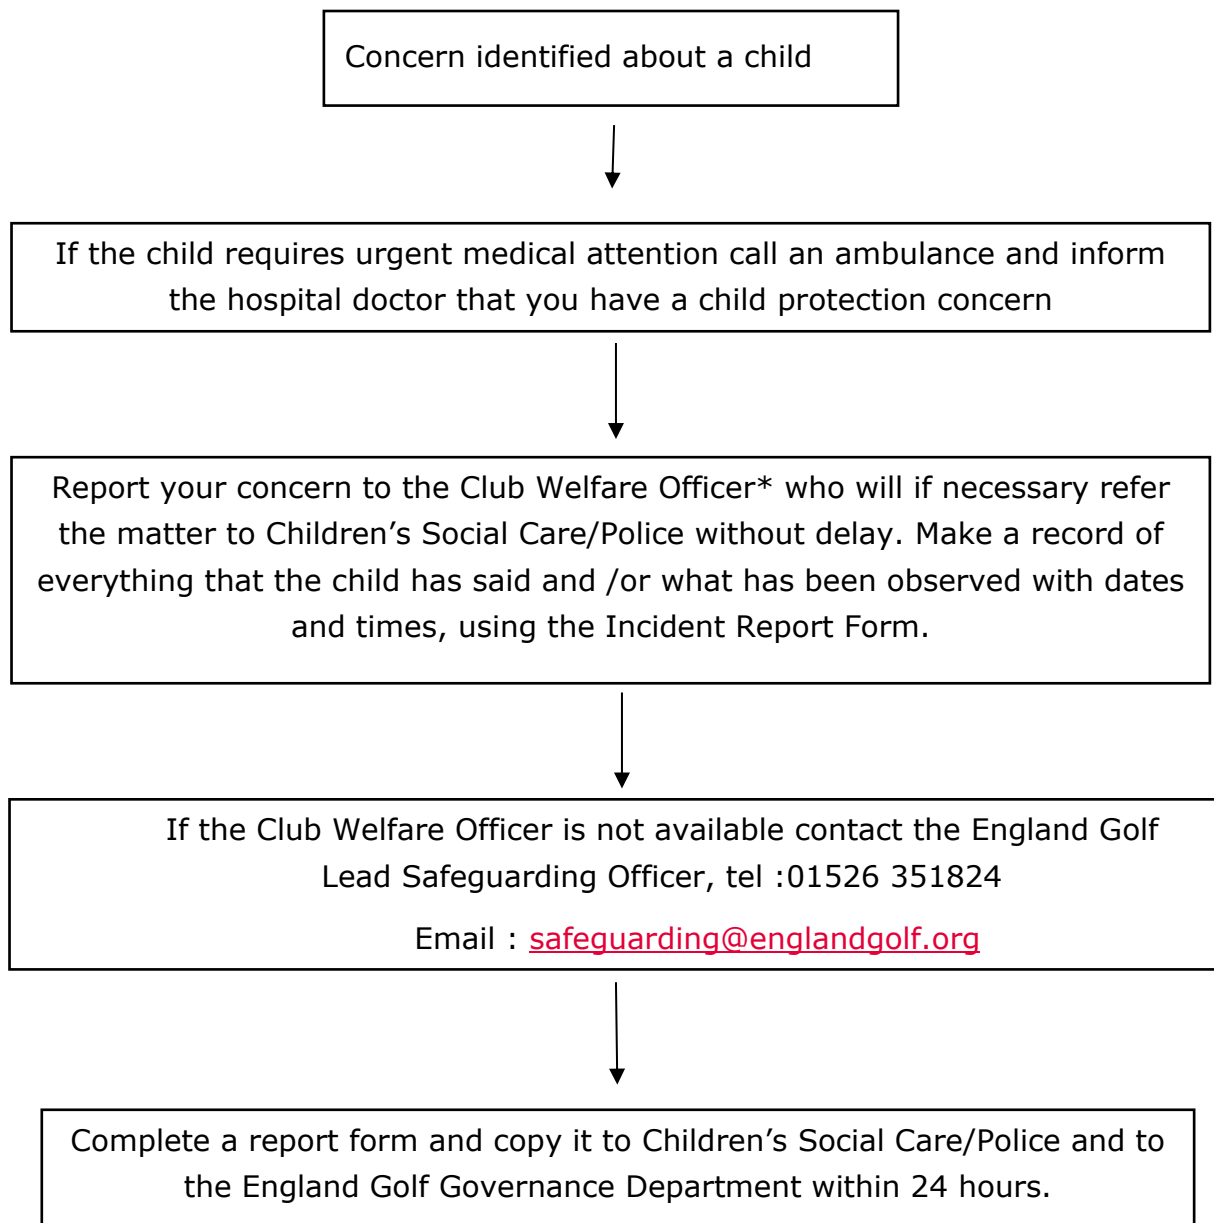 Concern identified about a child
If the child requires urgent medical attention call an ambulance and inform
the hospital doctor that you have a child protection concern
Report your concern to the Club Welfare Officer* who will if necessary refer
the matter to Children’s Social Care/Police without delay. Make a record of
everything that the child has said and /or what has been observed with dates
and times, using the Incident Report Form.
If the Club Welfare Officer is not available contact the England Golf
Lead Safeguarding Officer, tel :01526 351824
Email : safeguarding@englandgolf.org
Complete a report form and copy it to Children’s Social Care/Police and to
the England Golf Governance Department within 24 hours.